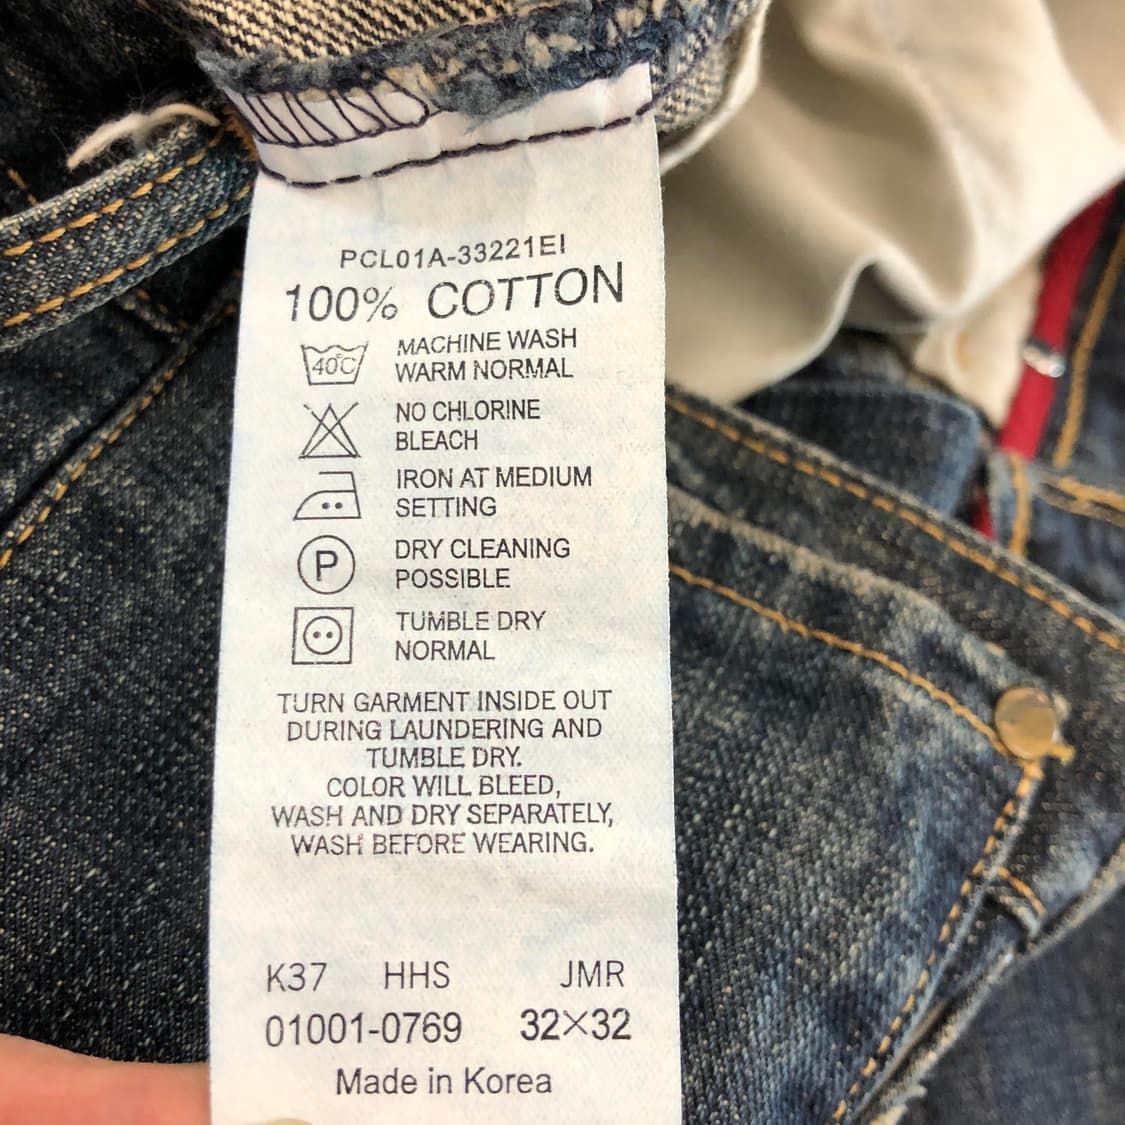 PCL01A-33221EI
100% COTTON
40°C MACHINE WASH
WARM NORMAL
NO CHLORINE
BLEACH
IRON AT MEDIUM
SETTING
P DRY CLEANING
POSSIBLE
TUMBLE DRY
NORMAL
TURN GARMENT INSIDE OUT
DURING LAUNDERING AND
TUMBLE DRY.
COLOR WILL BLEED,
WASH AND DRY SEPARATELY,
WASH BEFORE WEARING.
K37 HHS JMR
01001-0769 32×32
Made in Korea